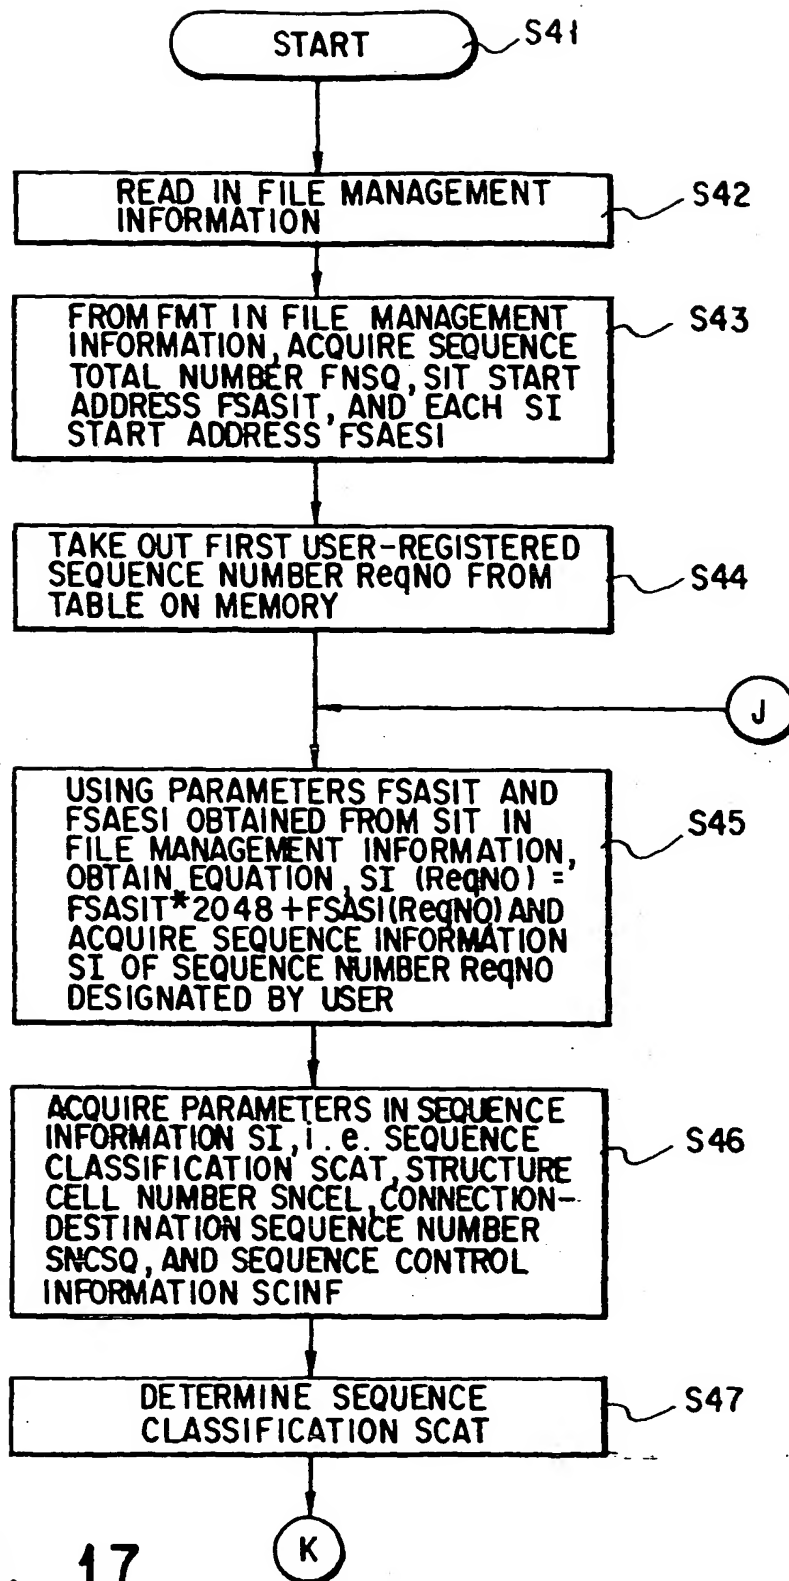 START
S41
READ IN FILE MANAGEMENT
INFORMATION
S42
FROM FMT IN FILE MANAGEMENT
INFORMATION, ACQUIRE SEQUENCE
TOTAL NUMBER FNSQ, SIT START
ADDRESS FSASIT, AND EACH SI
START ADDRESS FSAESI
S43
TAKE OUT FIRST USER-REGISTERED
SEQUENCE NUMBER ReqNO FROM
TABLE ON MEMORY
S44
J
USING PARAMETERS FSASIT AND
FSAESI OBTAINED FROM SIT IN
FILE MANAGEMENT INFORMATION,
OBTAIN EQUATION, SI (ReqNO) =
FSASIT*2048+FSASI(ReqNO) AND
ACQUIRE SEQUENCE INFORMATION
SI OF SEQUENCE NUMBER ReqNO
DESIGNATED BY USER
S45
ACQUIRE PARAMETERS IN SEQUENCE
INFORMATION SI, i.e. SEQUENCE
CLASSIFICATION SCAT, STRUCTURE
CELL NUMBER SNCEL, CONNECTION-
DESTINATION SEQUENCE NUMBER
SNCSQ, AND SEQUENCE CONTROL
INFORMATION SCINF
S46
DETERMINE SEQUENCE
CLASSIFICATION SCAT
S47
K
17